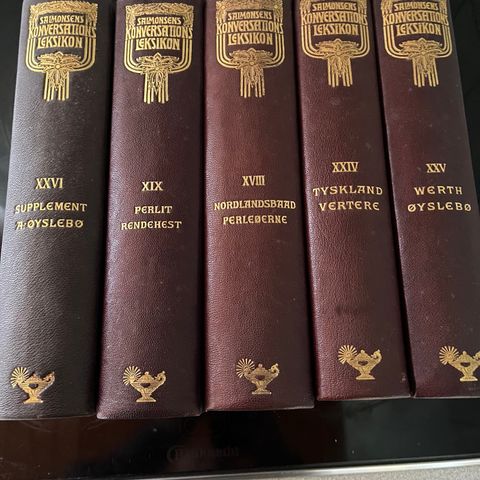 SALMONSENS
KONVERSATIONS
LEKSIKON
XXVI
SUPPLEMENT
A-ØYSLEBØ
SALMONSENS
KONVERSATIONS
LEKSIKON
XIX
PERLIT
RENDEHEST
SALMONSENS
KONVERSATIONS
LEKSIKON
XVIII
NORDLANDSBAAD
PERLEØERNE
SALMONSENS
KONVERSATIONS
LEKSIKON
XXIV
TYSKLAND
VERTERE
SALMONSENS
KONVERSATIONS
LEKSIKON
XXV
WERTH
ØYSLEBØ